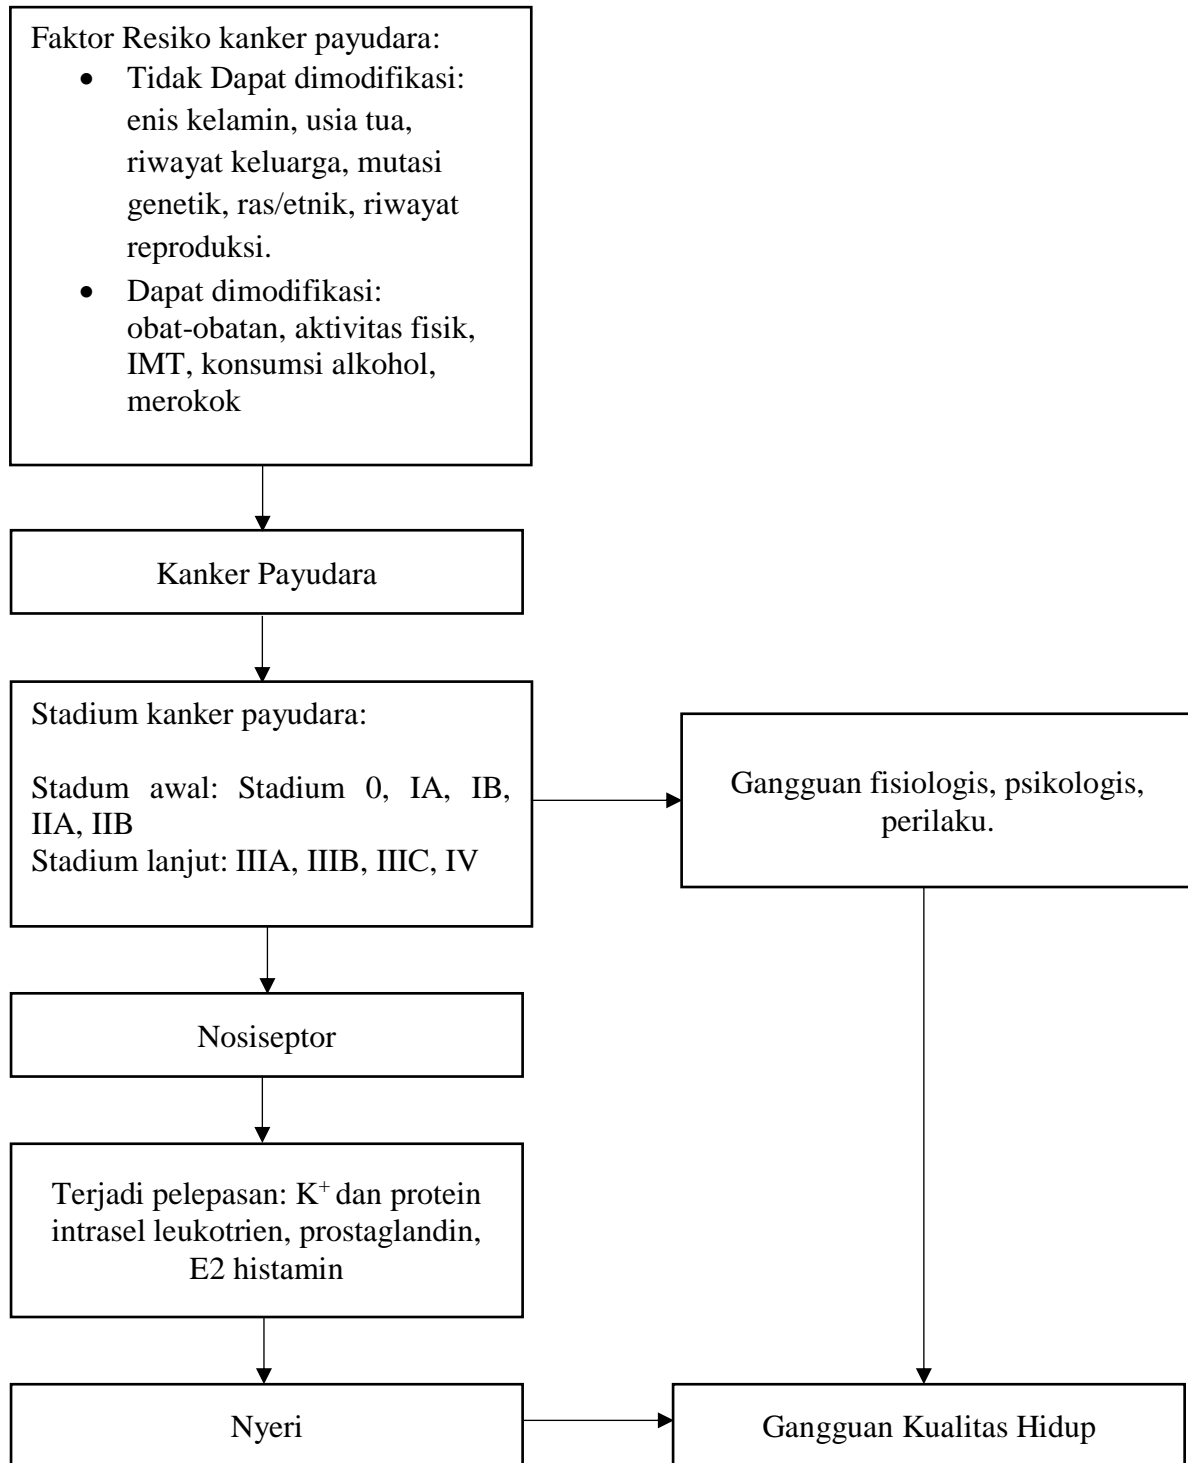 Faktor Resiko kanker payudara:
• Tidak Dapat dimodifikasi:
enis kelamin, usia tua,
riwayat keluarga, mutasi
genetik, ras/etnik, riwayat
reproduksi.
• Dapat dimodifikasi:
obat-obatan, aktivitas fisik,
IMT, konsumsi alkohol,
merokok
Kanker Payudara
Stadium kanker payudara:
Stadum awal: Stadium 0, IA, IB,
IIA, IIB
Stadium lanjut: IIIA, IIIB, IIIC, IV
Gangguan fisiologis, psikologis,
perilaku.
Nosiseptor
Terjadi pelepasan: K⁺ dan protein
intrasel leukotrien, prostaglandin,
E2 histamin
Nyeri
Gangguan Kualitas Hidup